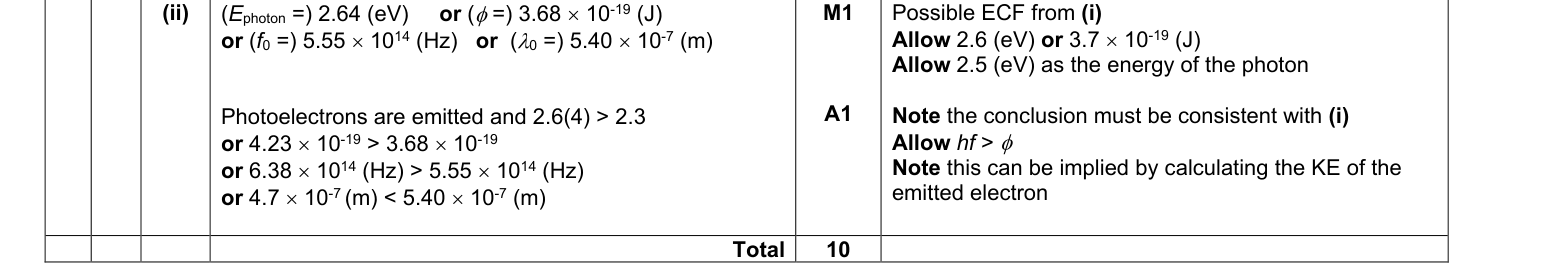 (ii) (Ephoton =) 2.64 (eV) or (ϕ =) 3.68 × 10⁻¹⁹ (J) M1 Possible ECF from (i)
or (f₀ =) 5.55 × 10¹⁴ (Hz) or (λ₀ =) 5.40 × 10⁻⁷ (m) Allow 2.6 (eV) or 3.7 × 10⁻¹⁹ (J)
Allow 2.5 (eV) as the energy of the photon
Photoelectrons are emitted and 2.6(4) > 2.3 A1 Note the conclusion must be consistent with (i)
or 4.23 × 10⁻¹⁹ > 3.68 × 10⁻¹⁹ Allow hf > ϕ
or 6.38 × 10¹⁴ (Hz) > 5.55 × 10¹⁴ (Hz) Note this can be implied by calculating the KE of the
or 4.7 × 10⁻⁷ (m) < 5.40 × 10⁻⁷ (m) emitted electron
Total 10